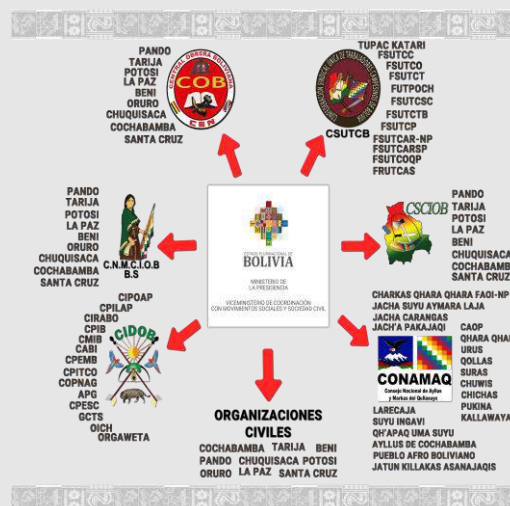 PANDO
TARIJA
POTOSI
LA PAZ
BENI
ORURO
CHUQUISACA
COCHABAMBA
SANTA CRUZ
CENTRAL OBRERA BOLIVIANA
COB
CEN
TUPAC KATARI
FSUTCC
FSUTCO
FSUTCT
FUTPOCH
FSUTCSC
FSUTCTB
FSUTCP
FSUTCAR-NP
FSUTCARSP
FSUTCOQP
FRUTCAS
CSUTCB
PANDO
TARIJA
POTOSI
LA PAZ
BENI
ORURO
CHUQUISACA
COCHABAMBA
SANTA CRUZ
C.N.M.C.I.O.B
B.S
ESTADO PLURINACIONAL DE
BOLIVIA
MINISTERIO DE
LA PRESIDENCIA
VICEMINISTERIO DE COORDINACIÓN
CON MOVIMIENTOS SOCIALES Y SOCIEDAD CIVIL
CSCIOB
PANDO
TARIJA
POTOSI
LA PAZ
BENI
CHUQUISACA
COCHABAMB
SANTA CRUZ
CIPOAP
CPILAP
CIRABO
CPIB
CMIB
CABI
CPEMB
CPITCO
COPNAG
APG
CPESC
GCTS
OICH
ORGAWETA
CIDOB
ORGANIZACIONES
CIVILES
COCHABAMBA TARIJA BENI
PANDO CHUQUISACA POTOSI
ORURO LA PAZ SANTA CRUZ
CHARKAS QHARA QHARA FAOI-NP
JACHA SUYU AYMARA LAJA
JACHA CARANGAS
JACH'A PAKAJAQI
CAOP
QHARA QHAR
URUS
QOLLAS
SURAS
CHUWIS
CHICHAS
PUKINA
KALLAWAYA
CONAMAQ
Consejo Nacional de Ayllus
y Markas del Qullasuyo
LARECAJA
SUYU INGAVI
QH'APAQ UMA SUYU
AYLLUS DE COCHABAMBA
PUEBLO AFRO BOLIVIANO
JATUN KILLAKAS ASANAJAQIS